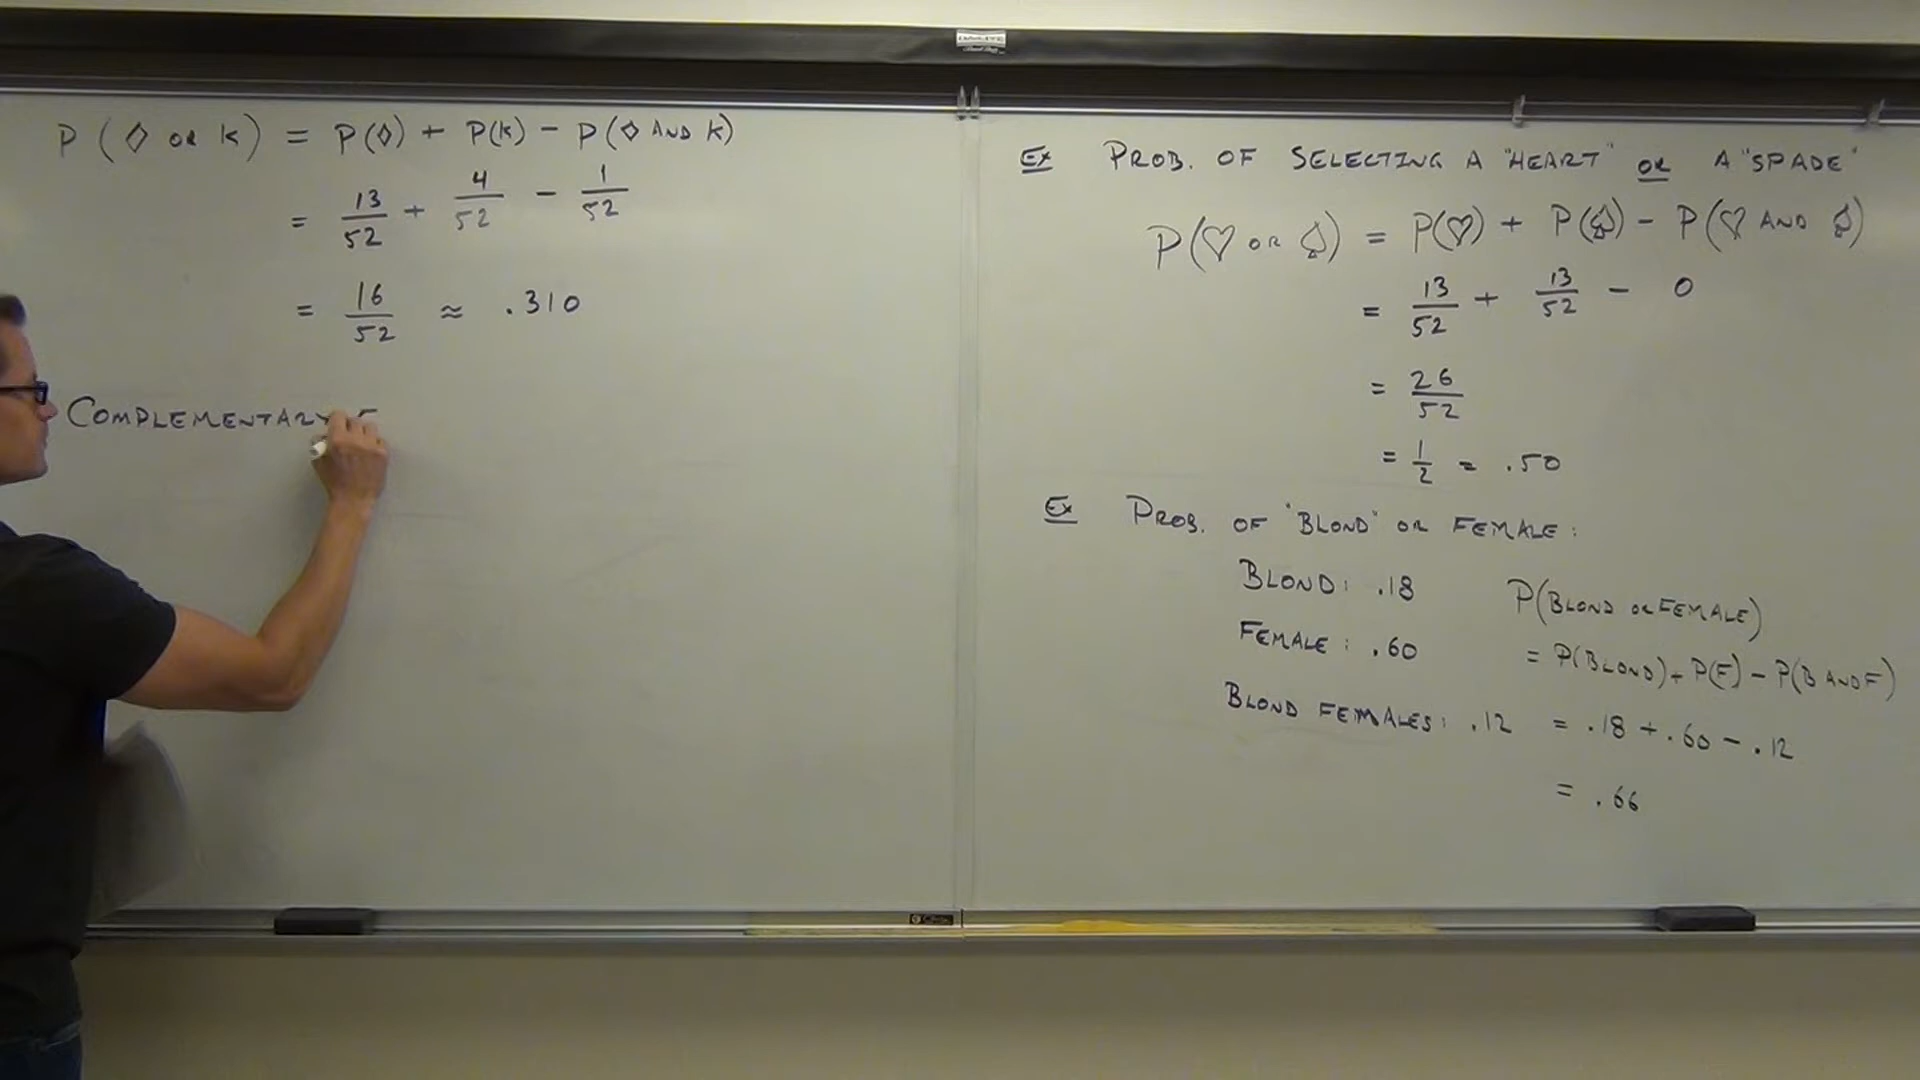 P(◊ OR K) = P(◊) + P(K) - P(◊ AND K)
= 13/52 + 4/52 - 1/52
= 16/52 ≈ .310
COMPLEMENTARY E
Ex PROB. OF SELECTING A "HEART" OR A "SPADE"
P(♡ OR ♤) = P(♡) + P(♤) - P(♡ AND ♤)
= 13/52 + 13/52 - 0
= 26/52
= 1/2 = .50
Ex PROB. OF "BLOND" OR FEMALE:
BLOND: .18
FEMALE: .60
BLOND FEMALES: .12
P(BLOND OR FEMALE)
= P(BLOND) + P(F) - P(B AND F)
= .18 + .60 - .12
= .66